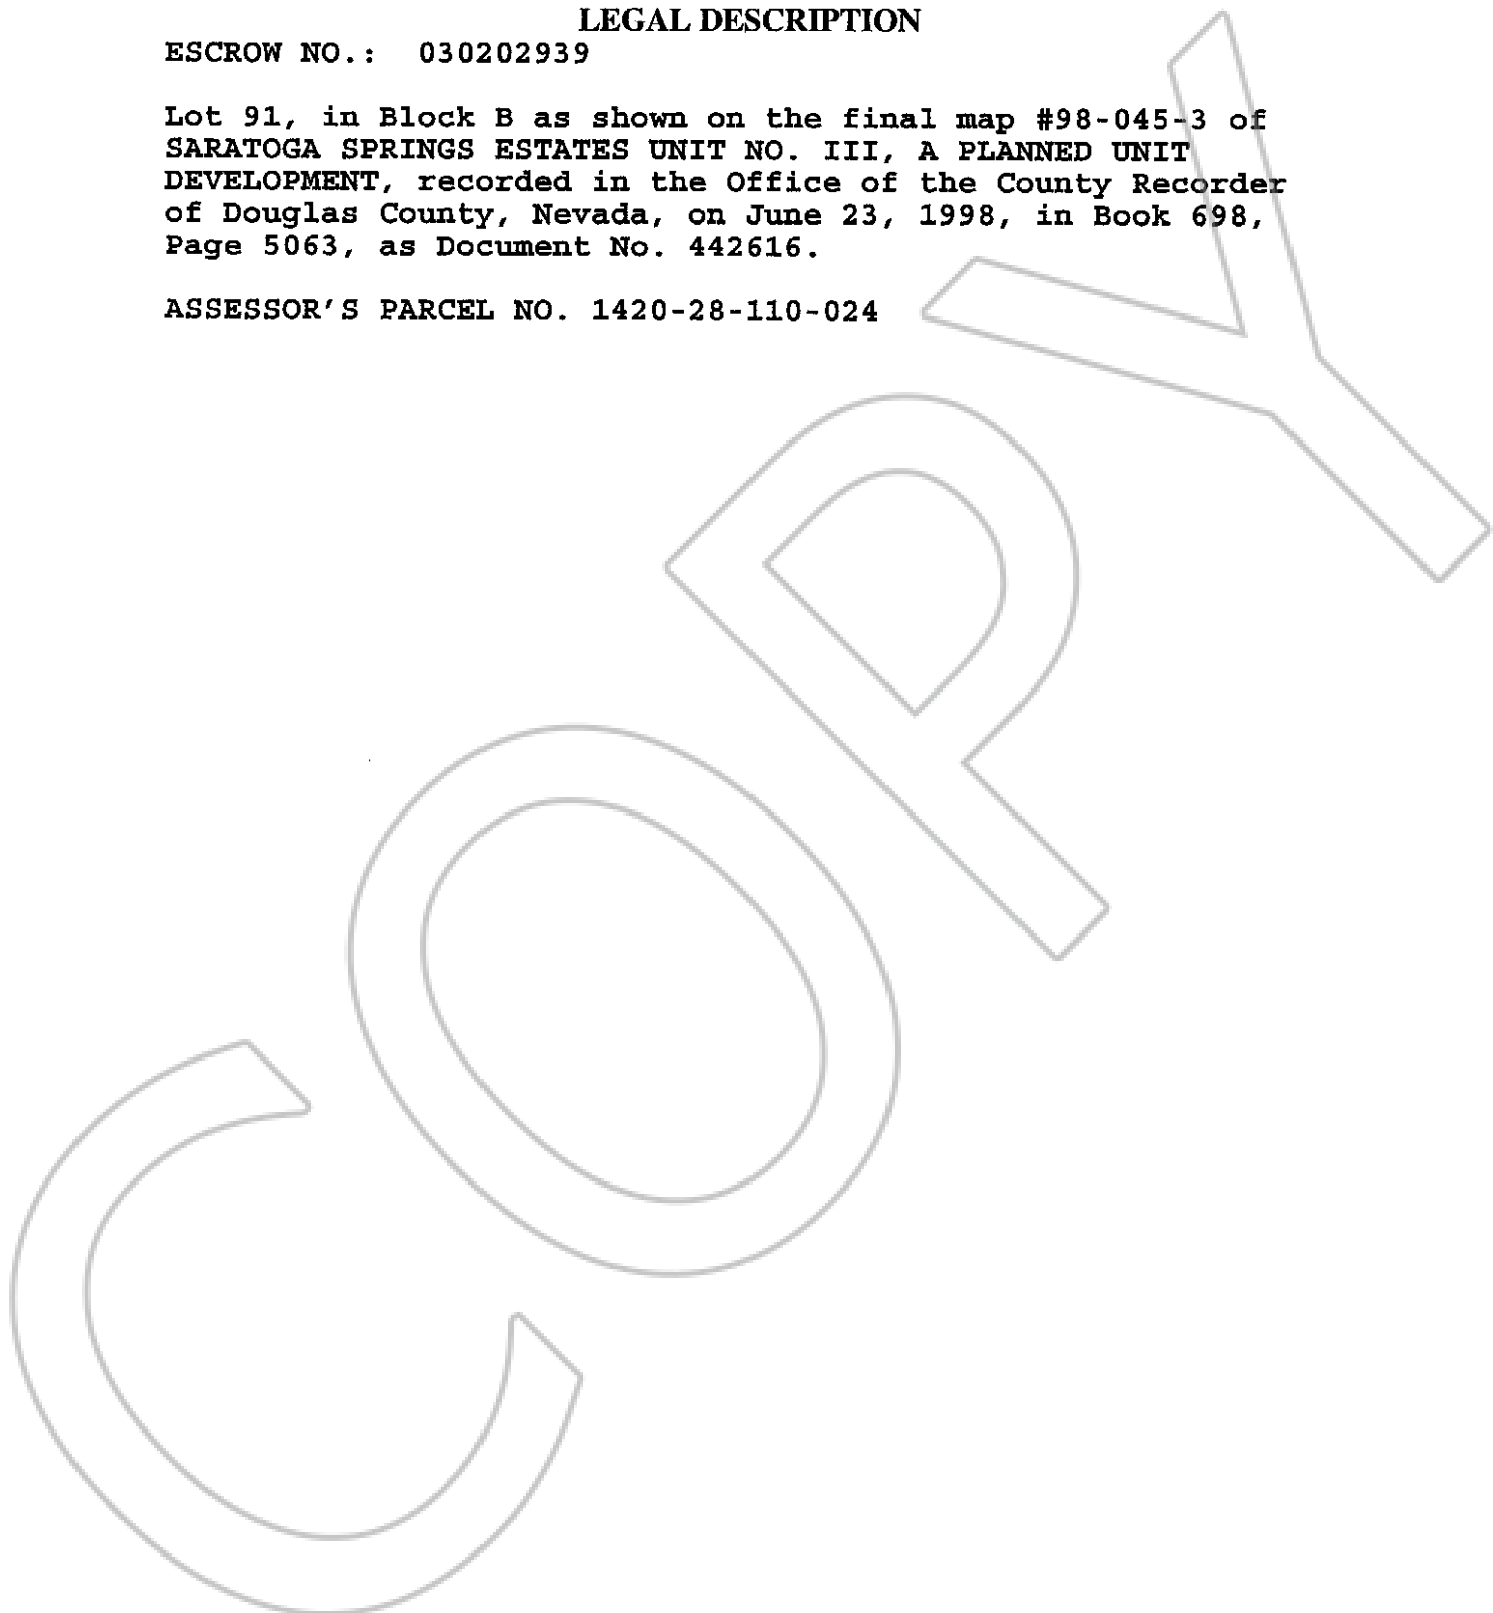 LEGAL DESCRIPTION
ESCROW NO.: 030202939
Lot 91, in Block B as shown on the final map #98-045-3 of
SARATOGA SPRINGS ESTATES UNIT NO. III, A PLANNED UNIT
DEVELOPMENT, recorded in the Office of the County Recorder
of Douglas County, Nevada, on June 23, 1998, in Book 698,
Page 5063, as Document No. 442616.
ASSESSOR'S PARCEL NO. 1420-28-110-024
COPY